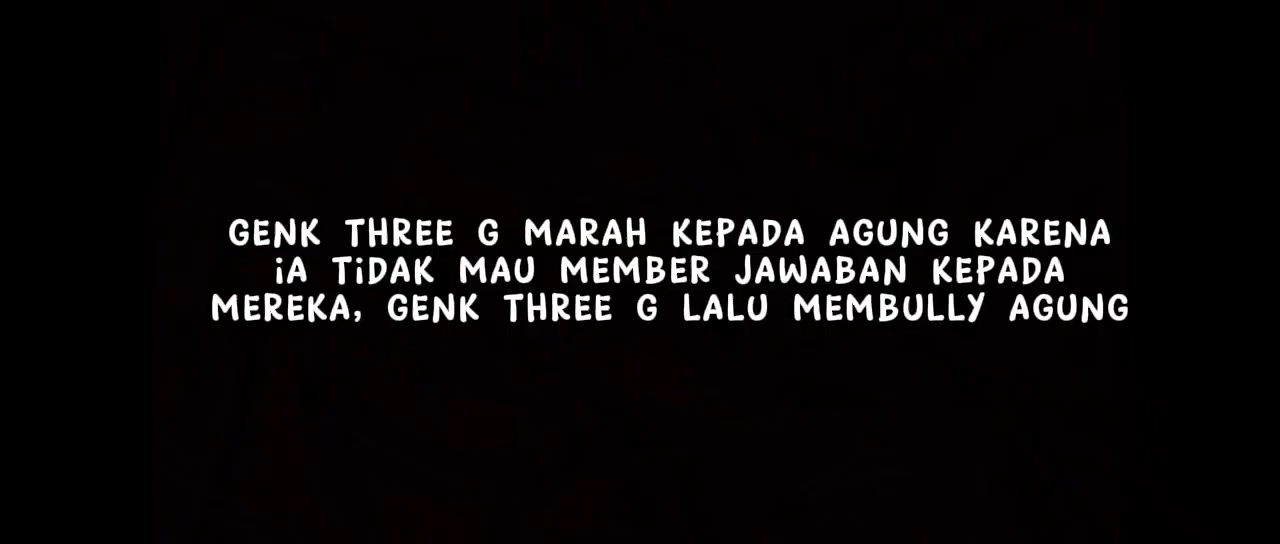 GENK THREE G MARAH KEPADA AGUNG KARENA
iA TiDAK MAU MEMBER JAWABAN KEPADA
MEREKA, GENK THREE G LALU MEMBULLY AGUNG